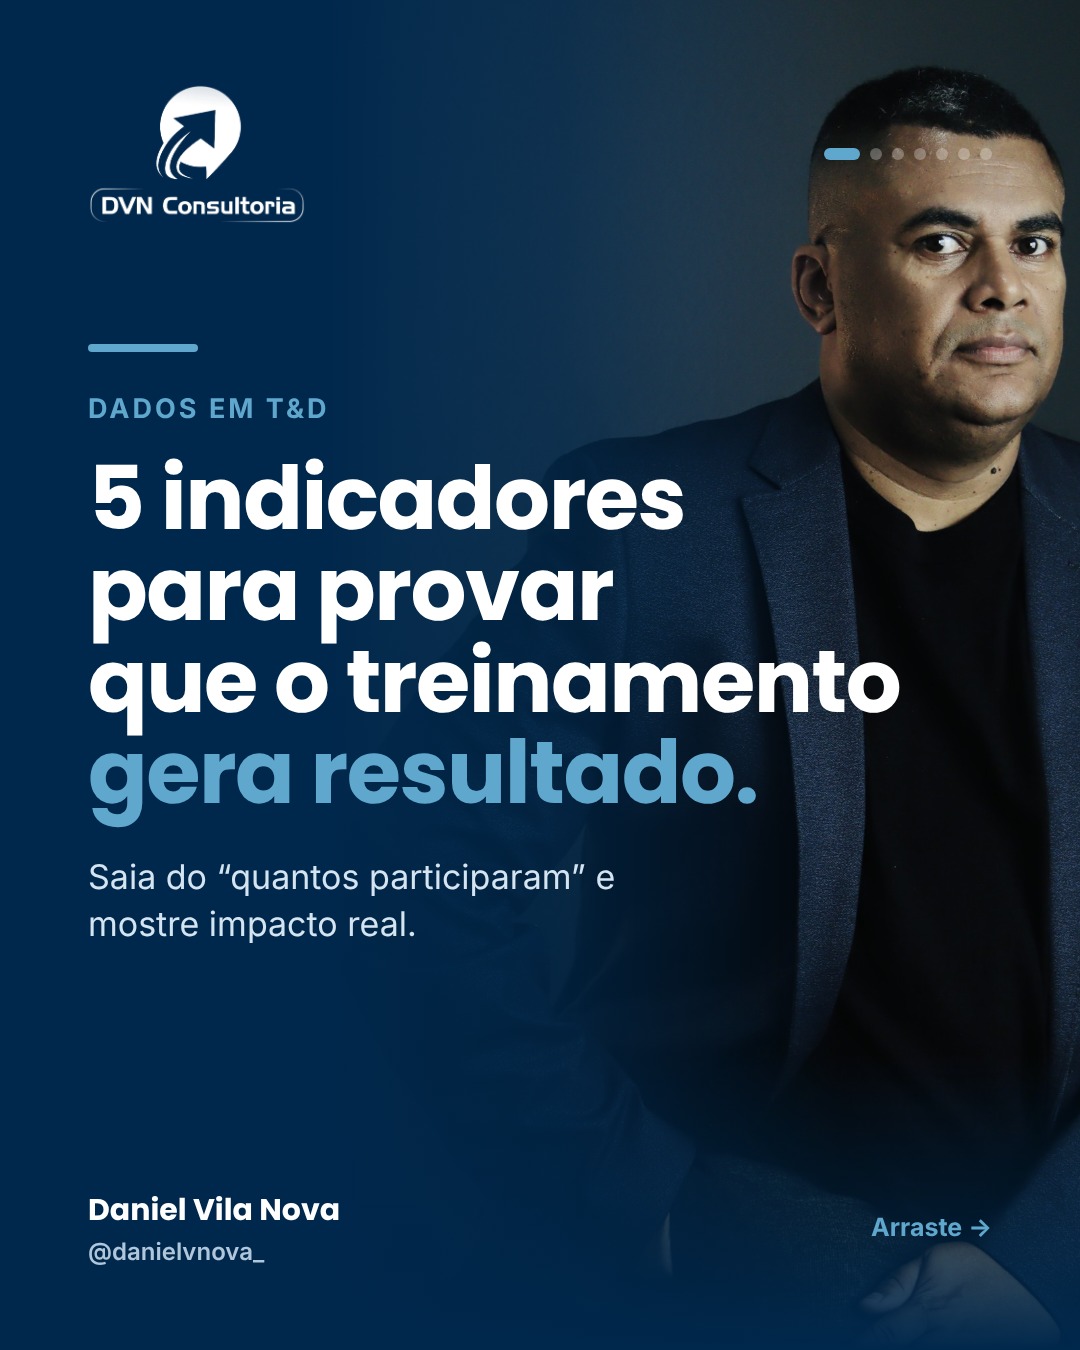 DVN Consultoria
DADOS EM T&D
5 indicadores
para provar
que o treinamento
gera resultado.
Saia do “quantos participaram” e
mostre impacto real.
Daniel Vila Nova
@danielvnova_
Arraste →